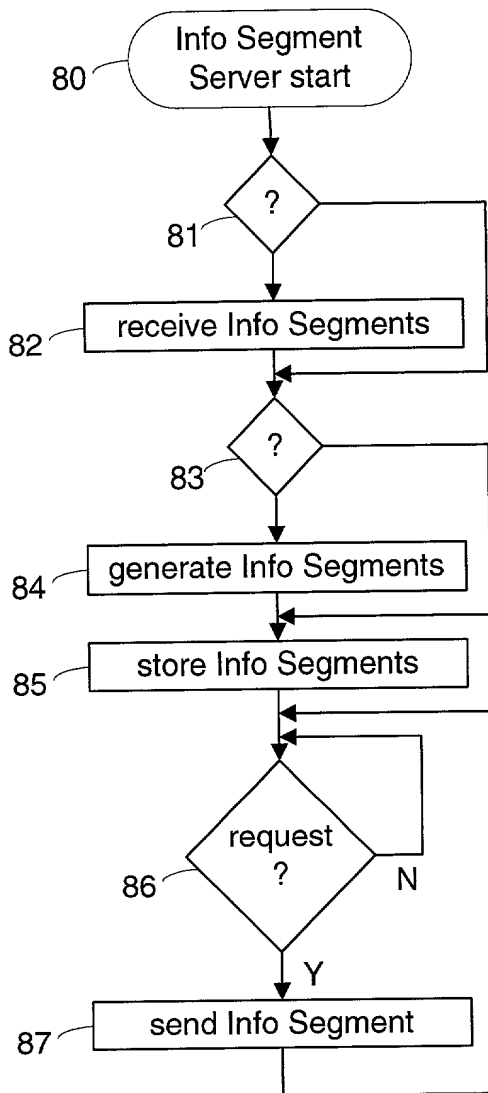 Info Segment
Server start
80
?
81
receive Info Segments
82
?
83
generate Info Segments
84
store Info Segments
85
request
?
86
N
Y
send Info Segment
87